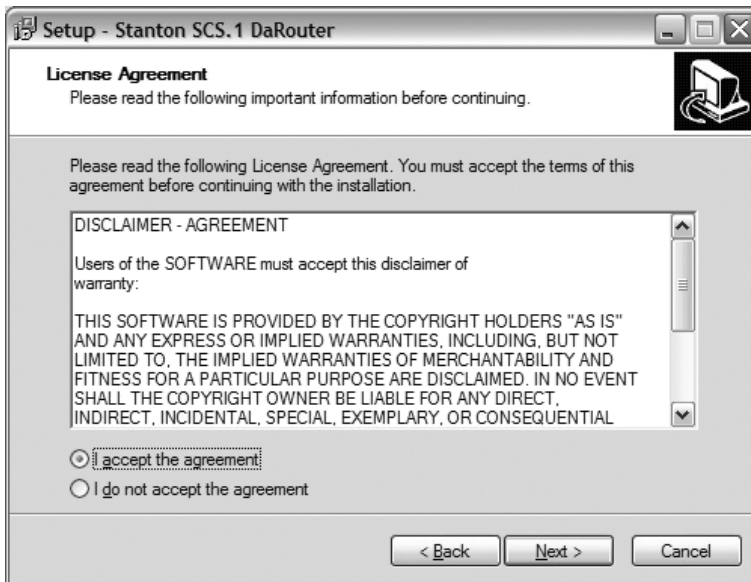 Setup - Stanton SCS.1 DaRouter
License Agreement
Please read the following important information before continuing.
Please read the following License Agreement. You must accept the terms of this
agreement before continuing with the installation.
DISCLAIMER - AGREEMENT
Users of the SOFTWARE must accept this disclaimer of
warranty:
THIS SOFTWARE IS PROVIDED BY THE COPYRIGHT HOLDERS "AS IS"
AND ANY EXPRESS OR IMPLIED WARRANTIES, INCLUDING, BUT NOT
LIMITED TO, THE IMPLIED WARRANTIES OF MERCHANTABILITY AND
FITNESS FOR A PARTICULAR PURPOSE ARE DISCLAIMED. IN NO EVENT
SHALL THE COPYRIGHT OWNER BE LIABLE FOR ANY DIRECT,
INDIRECT, INCIDENTAL, SPECIAL, EXEMPLARY, OR CONSEQUENTIAL
I accept the agreement
I do not accept the agreement
< Back Next > Cancel